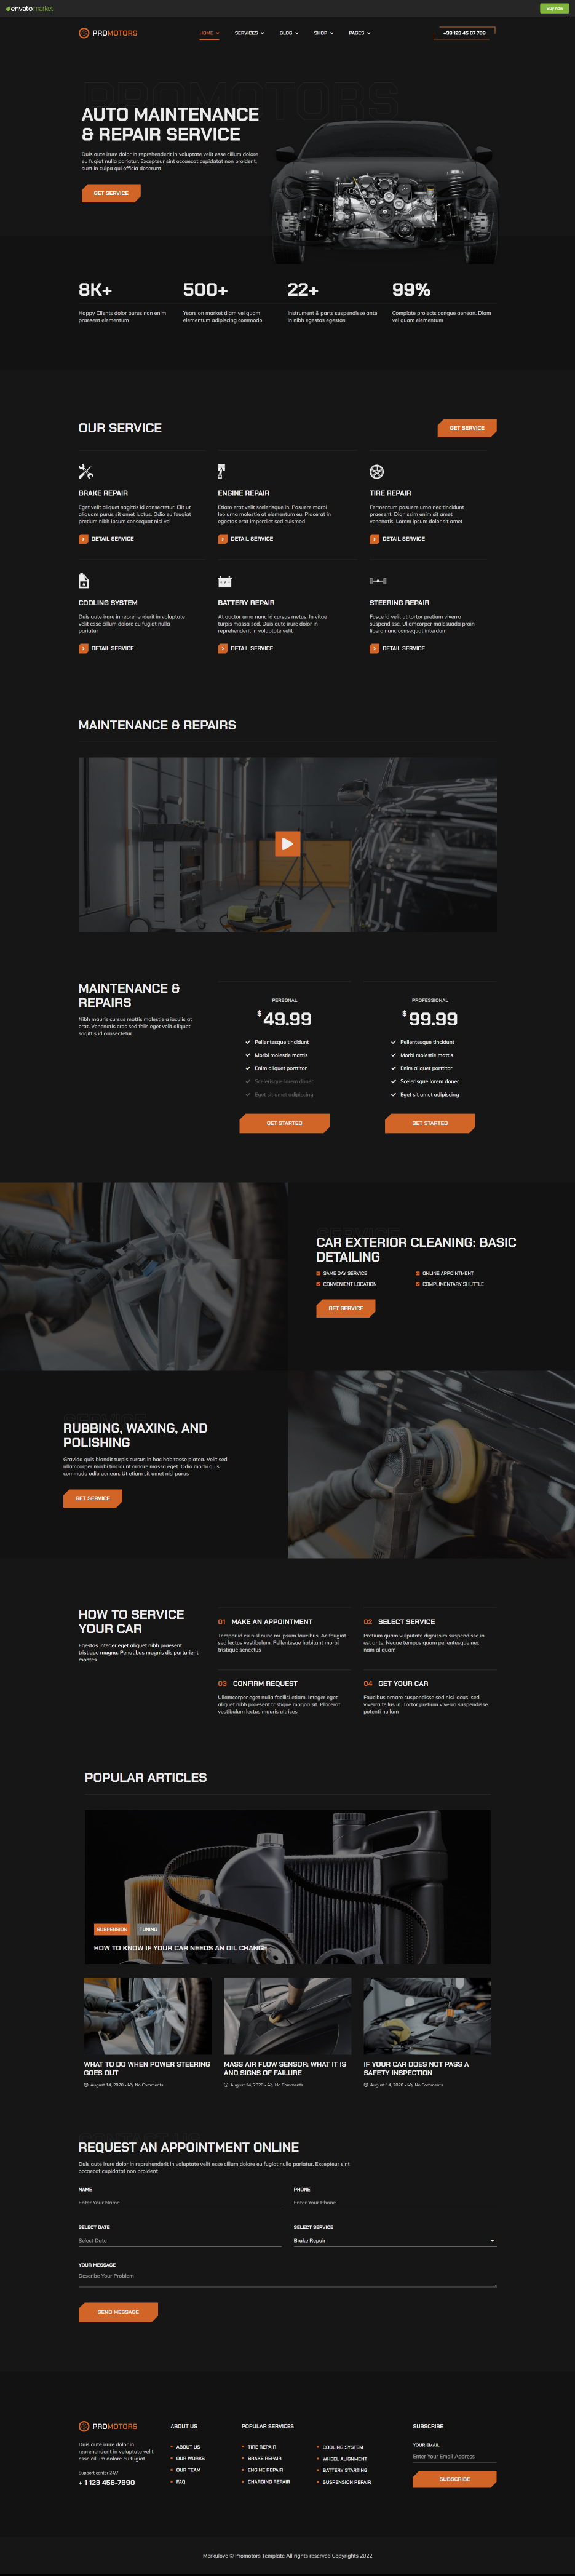 envatomarket
Buy now
PROMOTORS
HOME
SERVICES
BLOG
SHOP
PAGES
+39 123 45 67 789
PROMOTORS
AUTO MAINTENANCE
& REPAIR SERVICE
Duis aute irure dolor in reprehenderit in voluptate velit esse cillum dolore
eu fugiat nulla pariatur. Excepteur sint occaecat cupidatat non proident,
sunt in culpa qui officia deserunt
GET SERVICE
8K+
Happy Clients dolor purus non enim
praesent elementum
500+
Years on market diam vel quam
elementum adipiscing commodo
22+
Instrument & parts suspendisse ante
in nibh egestas egestas
99%
Complate projects congue aenean. Diam
vel quam elementum
OUR SERVICE
GET SERVICE
BRAKE REPAIR
Eget velit aliquet sagittis id consectetur. Elit ut
aliquam purus sit amet luctus. Odio eu feugiat
pretium nibh ipsum consequat nisl vel
DETAIL SERVICE
ENGINE REPAIR
Etiam erat velit scelerisque in. Posuere morbi
leo urna molestie at elementum eu. Placerat in
egestas erat imperdiet sed euismod
DETAIL SERVICE
TIRE REPAIR
Fermentum posuere urna nec tincidunt
praesent. Dignissim enim sit amet
venenatis. Lorem ipsum dolor sit amet
DETAIL SERVICE
COOLING SYSTEM
Duis aute irure in reprehenderit in voluptate
velit esse cillum dolore eu fugiat nulla
pariatur
DETAIL SERVICE
BATTERY REPAIR
At auctor urna nunc id cursus metus. In vitae
turpis massa sed. Duis aute irure dolor in
reprehenderit in voluptate velit
DETAIL SERVICE
STEERING REPAIR
Fusce id velit ut tortor pretium viverra
suspendisse. Ullamcorper malesuada proin
libero nunc consequat interdum
DETAIL SERVICE
MAINTENANCE & REPAIRS
MAINTENANCE &
REPAIRS
Nibh mauris cursus mattis molestie a iaculis at
erat. Venenatis cras sed felis eget velit aliquet
sagittis id consectetur.
PERSONAL
$49.99
Pellentesque tincidunt
Morbi molestie mattis
Enim aliquet porttitor
Scelerisque lorem donec
Eget sit amet adipiscing
GET STARTED
PROFESSIONAL
$99.99
Pellentesque tincidunt
Morbi molestie mattis
Enim aliquet porttitor
Scelerisque lorem donec
Eget sit amet adipiscing
GET STARTED
CAR EXTERIOR CLEANING: BASIC
DETAILING
SAME DAY SERVICE
ONLINE APPOINTMENT
CONVENIENT LOCATION
COMPLIMENTARY SHUTTLE
GET SERVICE
RUBBING, WAXING, AND
POLISHING
Gravida quis blandit turpis cursus in hac habitasse platea. Velit sed
ullamcorper morbi tincidunt ornare massa eget. Odio morbi quis
commodo odio aenean. Ut etiam sit amet nisl purus
GET SERVICE
HOW TO SERVICE
YOUR CAR
Egestas integer eget aliquet nibh praesent
tristique magna. Penatibus magnis dis parturient
montes
01 MAKE AN APPOINTMENT
Tempor id eu nisl nunc mi ipsum faucibus. Ac feugiat
sed lectus vestibulum. Pellentesus habitant morbi
tristique senectus
02 SELECT SERVICE
Pretium quam vulputate dignissim suspendisse in
est ante. Neque tempus quam pellentesque nec
nam aliquam
03 CONFIRM REQUEST
Ullamcorper eget nulla facilisi etiam. Integer eget
aliquet nibh praesent tristique magna sit. Placerat
vestibulum lectus mauris ultrices
04 GET YOUR CAR
Faucibus ornare suspendisse sed nisi lacus sed
viverra tellus in. Tortor pretium viverra suspendisse
potenti nullam
POPULAR ARTICLES
SUSPENSION
TUNING
HOW TO KNOW IF YOUR CAR NEEDS AN OIL CHANGE
WHAT TO DO WHEN POWER STEERING
GOES OUT
August 14, 2020 • No Comments
MASS AIR FLOW SENSOR: WHAT IT IS
AND SIGNS OF FAILURE
August 14, 2020 • No Comments
IF YOUR CAR DOES NOT PASS A
SAFETY INSPECTION
August 14, 2020 • No Comments
REQUEST AN APPOINTMENT ONLINE
Duis aute irure dolor in reprehenderit in voluptate velit esse cillum dolore eu fugiat nulla pariatur. Excepteur sint
occaecat cupidatat non proident
NAME
Enter Your Name
PHONE
Enter Your Phone
SELECT DATE
Select Date
SELECT SERVICE
Brake Repair
YOUR MESSAGE
Describe Your Problem
SEND MESSAGE
PROMOTORS
Duis aute irure dolor in
reprehenderit in voluptate velit
esse cillum dolore eu fugiat
Support center 24/7
+ 1 123 456-7890
ABOUT US
ABOUT US
OUR WORKS
OUR TEAM
FAQ
POPULAR SERVICES
TIRE REPAIR
BRAKE REPAIR
ENGINE REPAIR
CHARGING REPAIR
COOLING SYSTEM
WHEEL ALIGNMENT
BATTERY STARTING
SUSPENSION REPAIR
SUBSCRIBE
YOUR EMAIL
Enter Your Email Address
SUBSCRIBE
Merkulove © Promotors Template All rights reserved Copyrights 2022